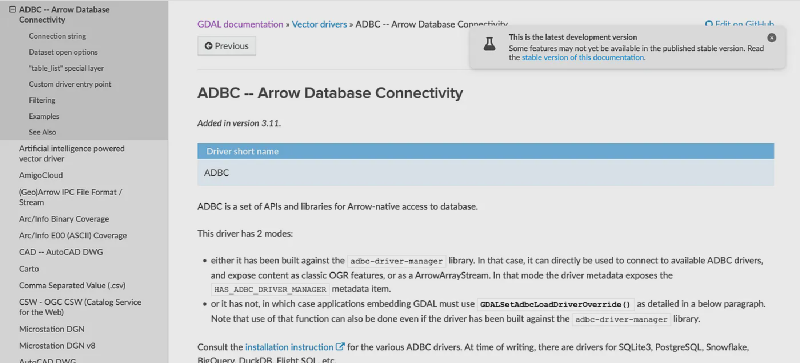 ADBC -- Arrow Database
Connectivity
Connection string
Dataset open options
"table_list" special layer
Custom driver entry point
Filtering
Examples
See Also
Artificial intelligence powered
vector driver
AmigoCloud
(Geo)Arrow IPC File Format /
Stream
Arc/Info Binary Coverage
Arc/Info E00 (ASCII) Coverage
CAD -- AutoCAD DWG
Carto
Comma Separated Value (.csv)
CSW - OGC CSW (Catalog Service
for the Web)
Microstation DGN
Microstation DGN v8
AutoCAD DWG
GDAL documentation » Vector drivers » ADBC -- Arrow Database Connectivity
Edit on GitHub
Previous
This is the latest development version
Some features may not yet be available in the published stable version. Read
the stable version of this documentation.
ADBC -- Arrow Database Connectivity
Added in version 3.11.
Driver short name
ADBC
ADBC is a set of APIs and libraries for Arrow-native access to database.
This driver has 2 modes:
• either it has been built against the adbc-driver-manager library. In that case, it can directly be used to connect to available ADBC drivers,
and expose content as classic OGR features, or as a ArrowArrayStream. In that mode the driver metadata exposes the
HAS_ADBC_DRIVER_MANAGER metadata item.
• or it has not, in which case applications embedding GDAL must use GDALSetAdbcLoadDriverOverride() as detailed in a below paragraph.
Note that use of that function can also be done even if the driver has been built against the adbc-driver-manager library.
Consult the installation instruction for the various ADBC drivers. At time of writing, there are drivers for SQLite3, PostgreSQL, Snowflake,
BigQuery, DuckDB, Flight SQL, etc.